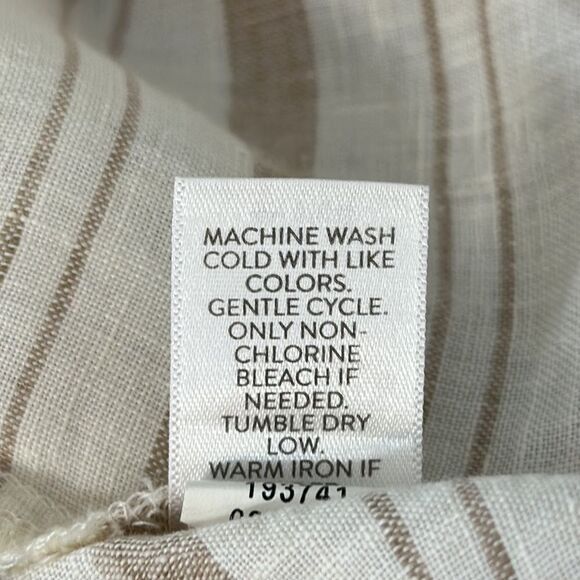 MACHINE WASH
COLD WITH LIKE
COLORS.
GENTLE CYCLE.
ONLY NON-
CHLORINE
BLEACH IF
NEEDED.
TUMBLE DRY
LOW.
WARM IRON IF
193741